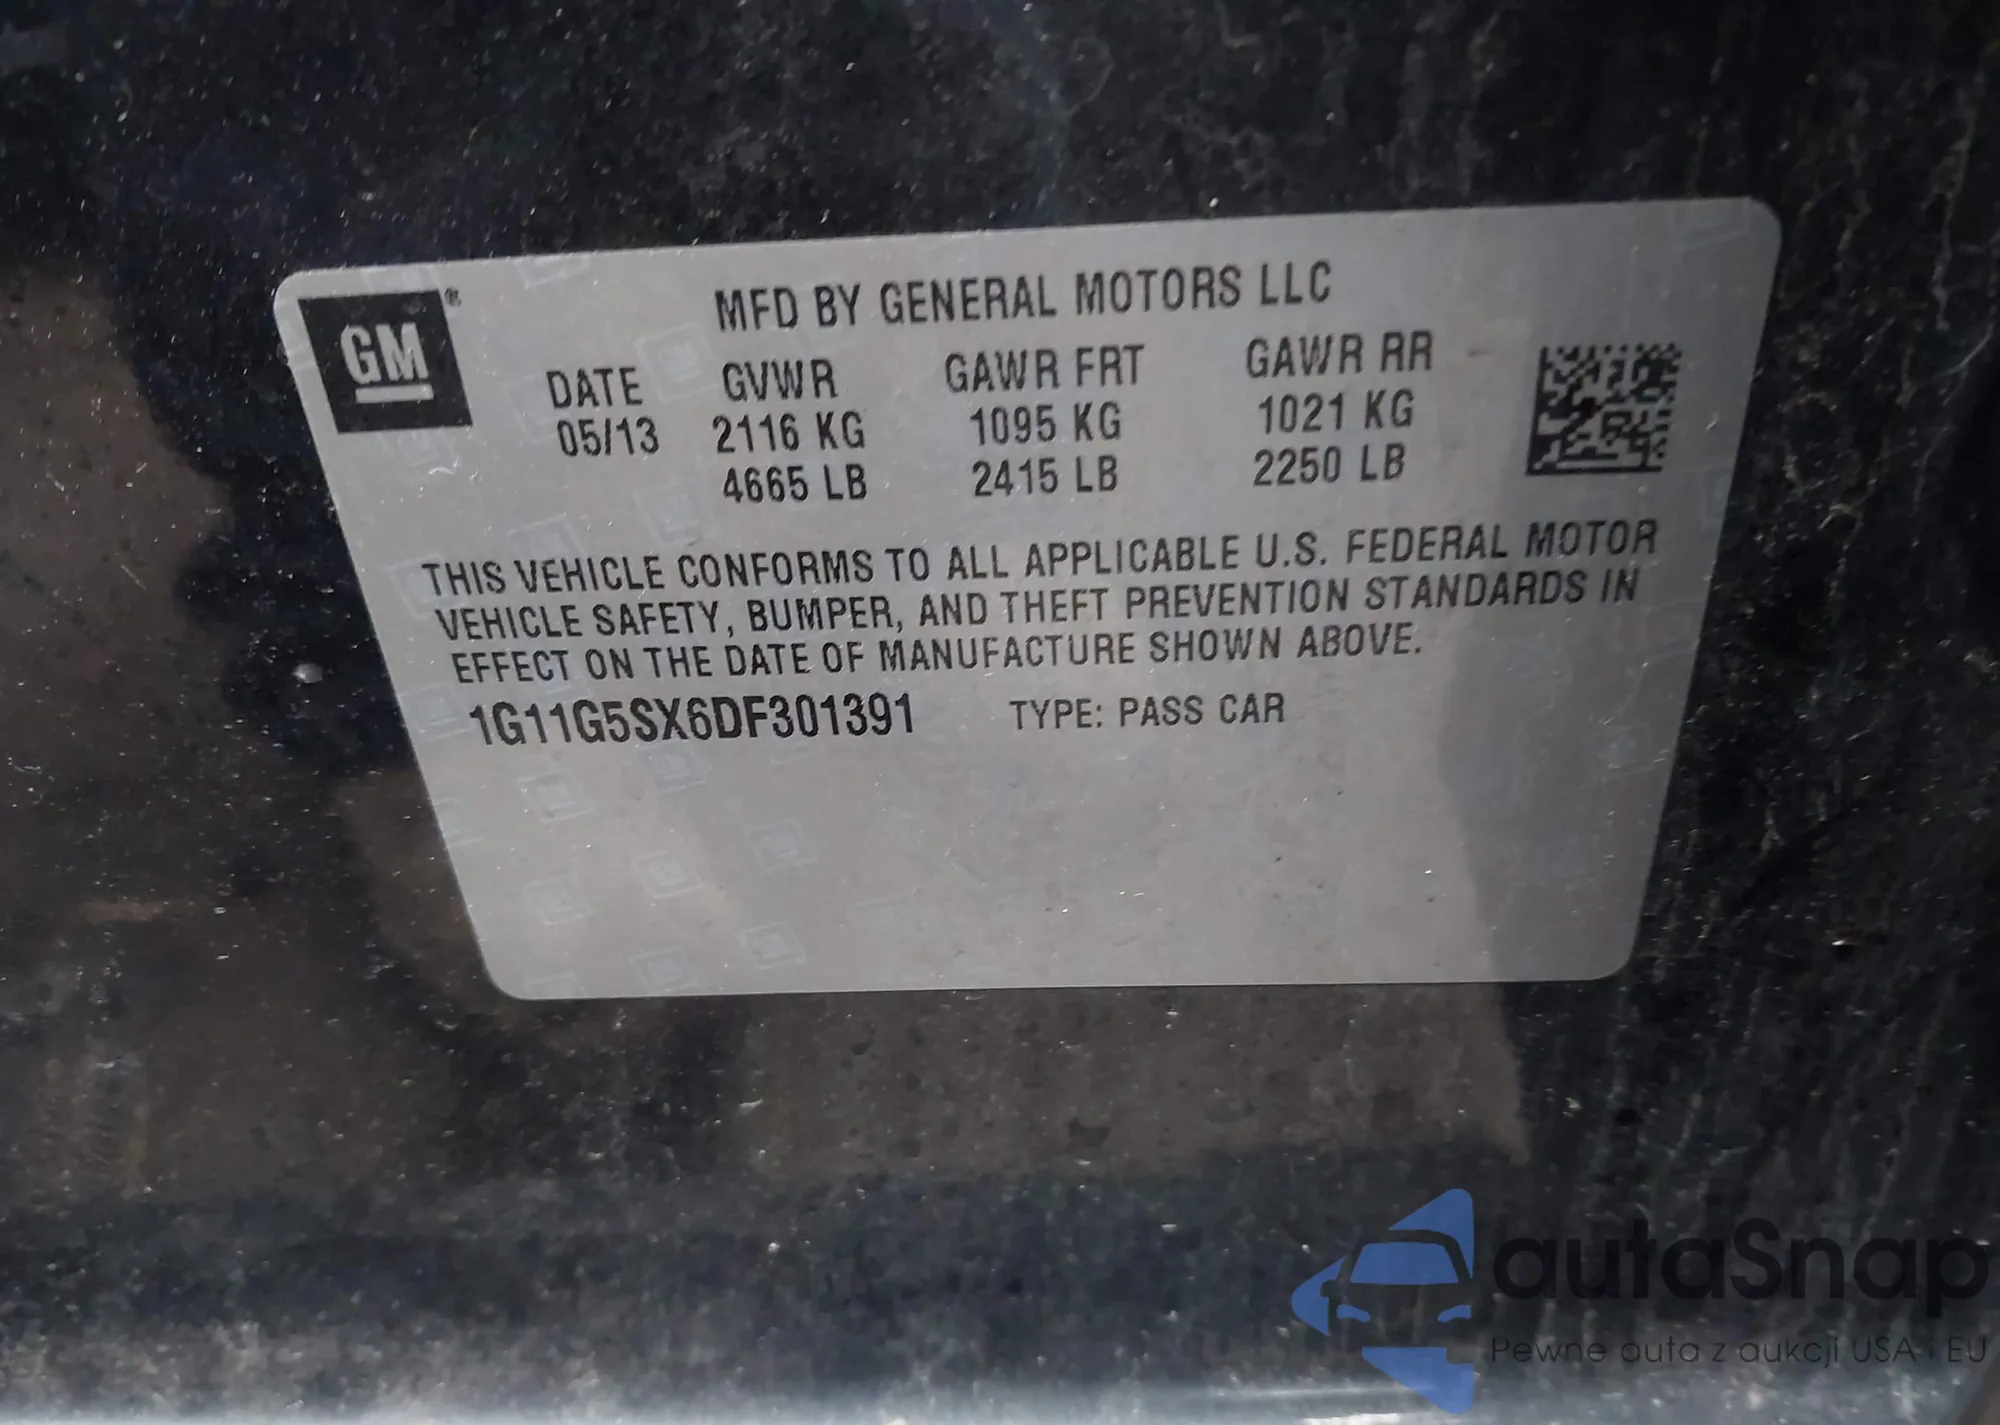 GM®
MFD BY GENERAL MOTORS LLC
DATE GVWR GAWR FRT GAWR RR
05/13 2116 KG 1095 KG 1021 KG
4665 LB 2415 LB 2250 LB
THIS VEHICLE CONFORMS TO ALL APPLICABLE U.S. FEDERAL MOTOR
VEHICLE SAFETY, BUMPER, AND THEFT PREVENTION STANDARDS IN
EFFECT ON THE DATE OF MANUFACTURE SHOWN ABOVE.
1G11G5SX6DF301391 TYPE: PASS CAR
autaSnap
Pewne auta z aukcji USA i EU